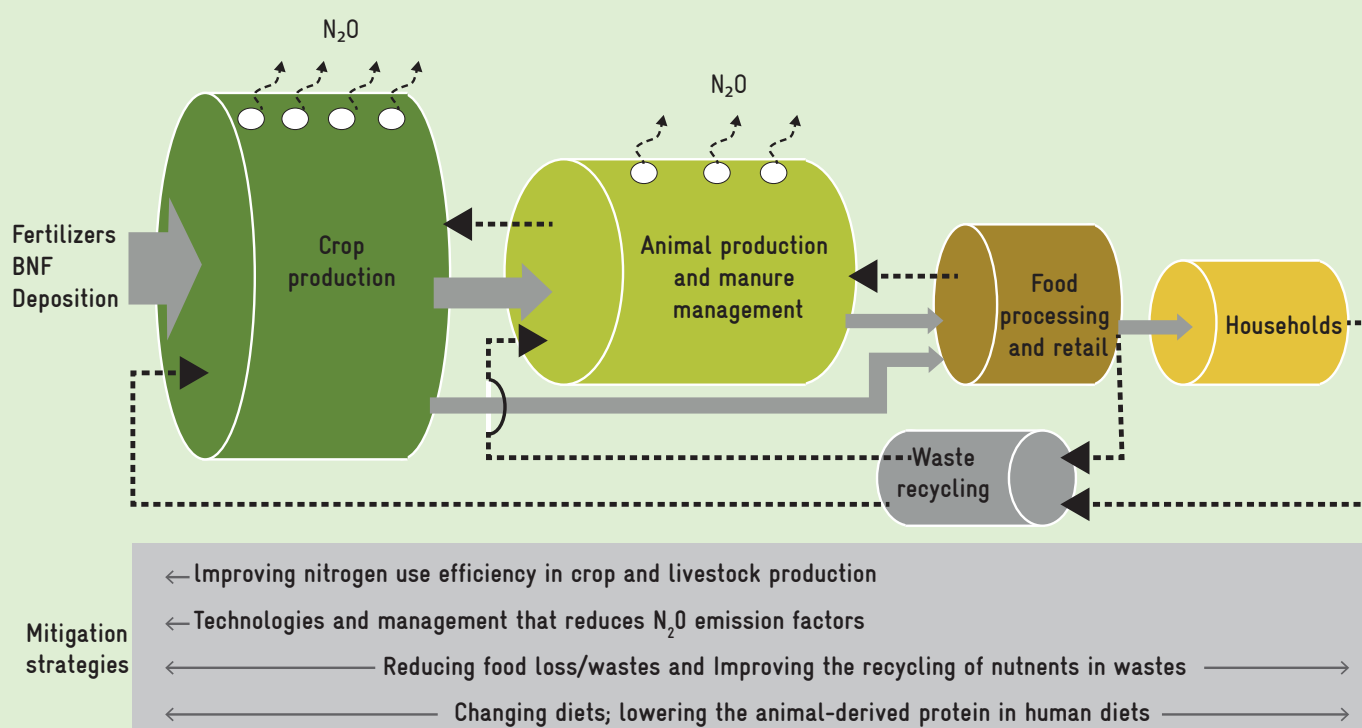 N₂O
N₂O
Fertilizers
BNF
Deposition
Crop
production
Animal production
and manure
management
Food
processing
and retail
Households
Waste
recycling
Mitigation
strategies
Improving nitrogen use efficiency in crop and livestock production
Technologies and management that reduces N₂O emission factors
Reducing food loss/wastes and Improving the recycling of nutnents in wastes
Changing diets; lowering the animal-derived protein in human diets